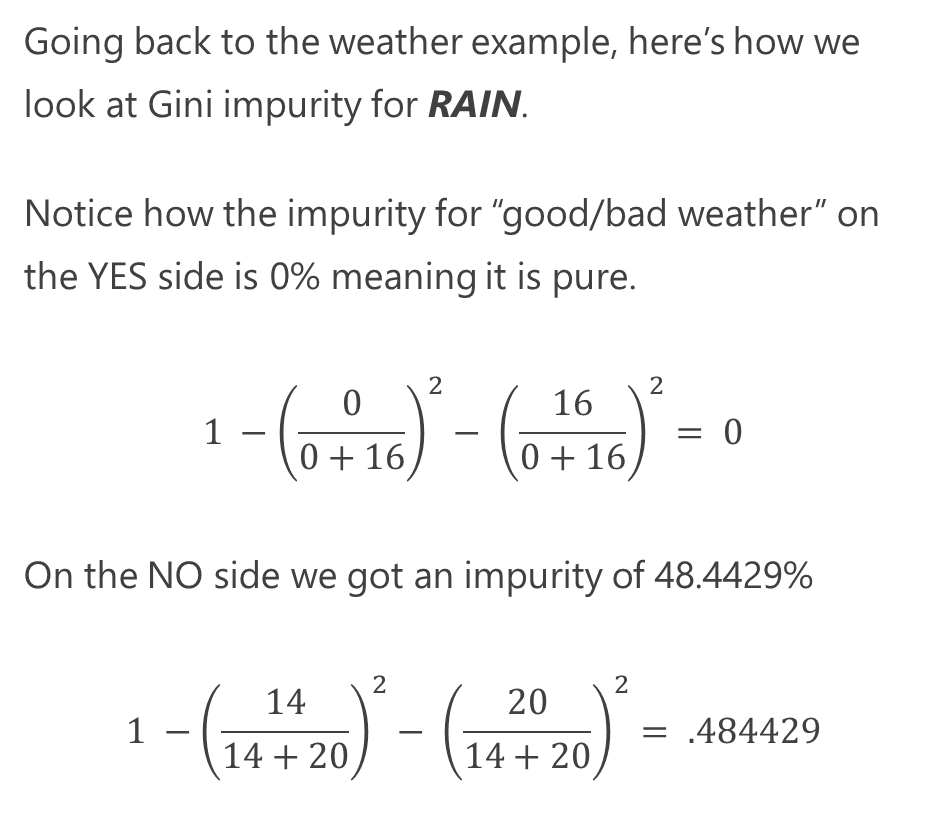 Going back to the weather example, here’s how we
look at Gini impurity for RAIN.
Notice how the impurity for “good/bad weather” on
the YES side is 0% meaning it is pure.
1 − (0/(0 + 16))² − (16/(0 + 16))² = 0
On the NO side we got an impurity of 48.4429%
1 − (14/(14 + 20))² − (20/(14 + 20))² = .484429